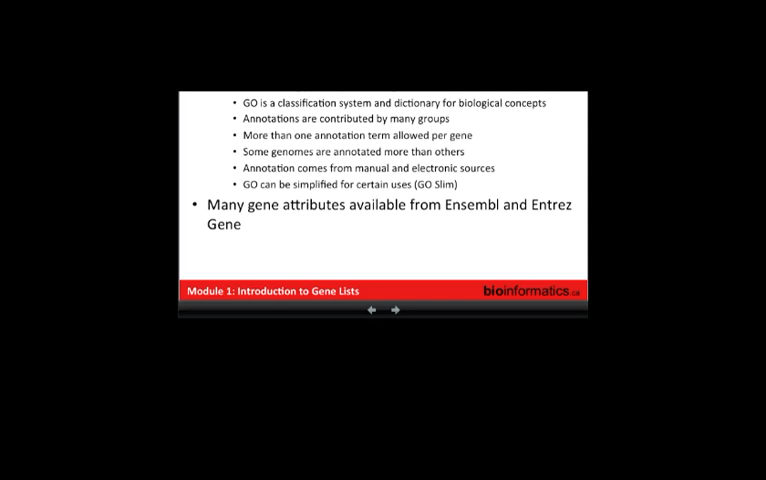 • GO is a classification system and dictionary for biological concepts
• Annotations are contributed by many groups
• More than one annotation term allowed per gene
• Some genomes are annotated more than others
• Annotation comes from manual and electronic sources
• GO can be simplified for certain uses (GO Slim)
• Many gene attributes available from Ensembl and Entrez
Gene
Module 1: Introduction to Gene Lists
bioinformatics.ca